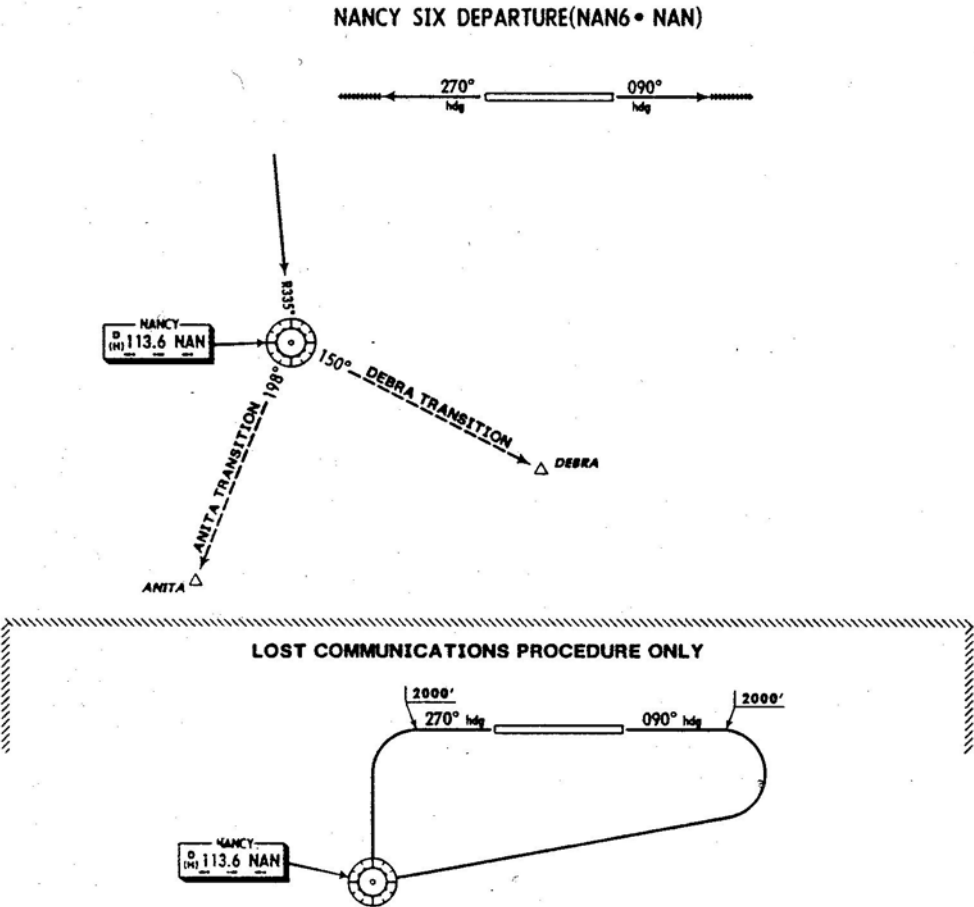 NANCY SIX DEPARTURE(NAN6• NAN)
270°
hdg
090°
hdg
R335°
NANCY
D
(H) 113.6 NAN
150° DEBRA TRANSITION
DEBRA
198°
ANITA TRANSITION
ANITA
LOST COMMUNICATIONS PROCEDURE ONLY
2000'
270° hdg
090° hdg
2000'
NANCY
D
(H) 113.6 NAN